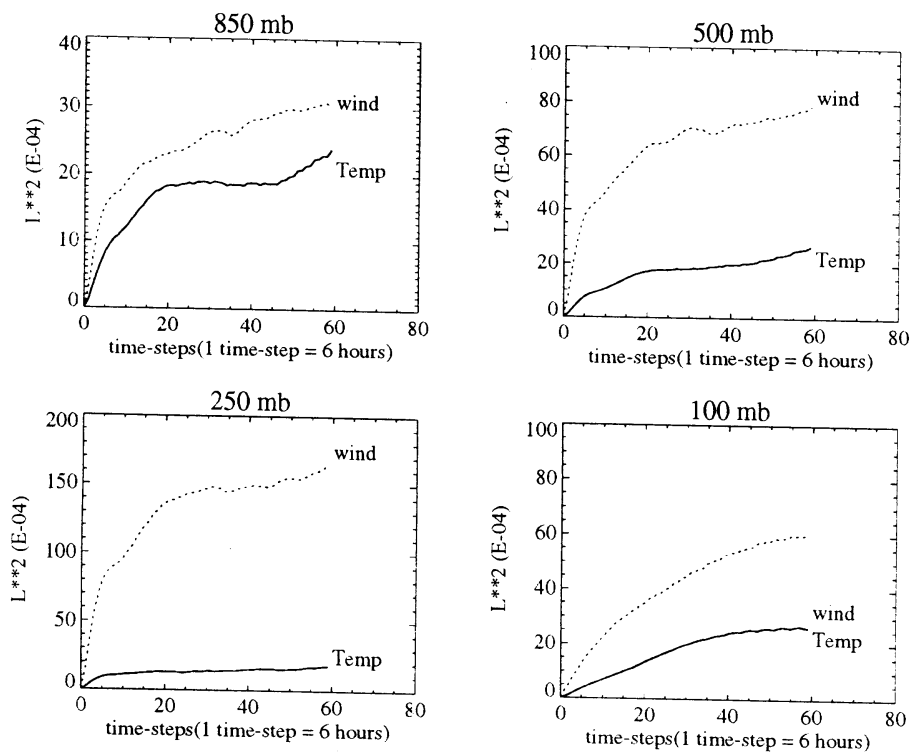 850 mb
40
30
20
10
0
0 20 40 60 80
L**2 (E-04)
wind
Temp
time-steps(1 time-step = 6 hours)
500 mb
100
80
60
40
20
0
0 20 40 60 80
L**2 (E-04)
wind
Temp
time-steps(1 time-step = 6 hours)
250 mb
200
150
100
50
0
0 20 40 60 80
L**2 (E-04)
wind
Temp
time-steps(1 time-step = 6 hours)
100 mb
100
80
60
40
20
0
0 20 40 60 80
L**2 (E-04)
wind
Temp
time-steps(1 time-step = 6 hours)